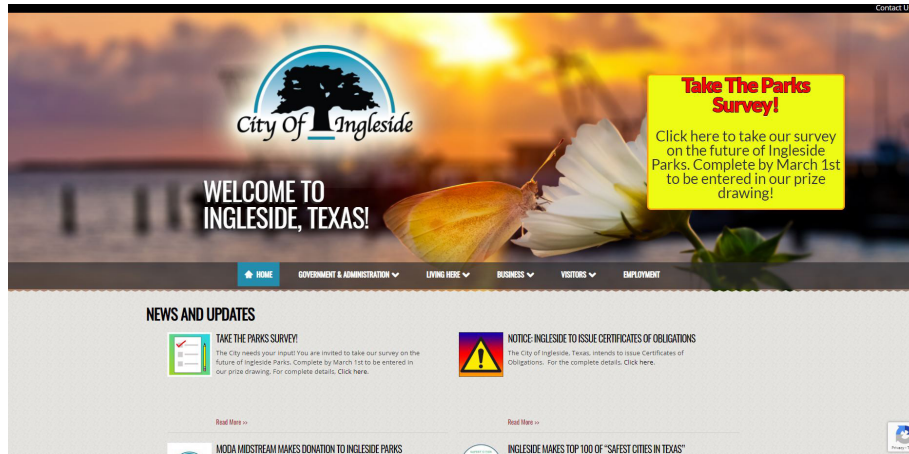 Contact U
City Of Ingleside
Take The Parks
Survey!
Click here to take our survey
on the future of Ingleside
Parks. Complete by March 1st
to be entered in our prize
drawing!
WELCOME TO
INGLESIDE, TEXAS!
HOME GOVERNMENT & ADMINISTRATION LIVING HERE BUSINESS VISITORS EMPLOYMENT
NEWS AND UPDATES
TAKE THE PARKS SURVEY!
The City needs your input! You are invited to take our survey on the
future of Ingleside Parks. Complete by March 1st to be entered in
our prize drawing. For complete details, Click here.
Read More »
NOTICE: INGLESIDE TO ISSUE CERTIFICATES OF OBLIGATIONS
The City of Ingleside, Texas, intends to issue Certificates of
Obligations. For the complete details, Click here.
Read More »
MODA MIDSTREAM MAKES DONATION TO INGLESIDE PARKS
INGLESIDE MAKES TOP 100 OF "SAFEST CITIES IN TEXAS"